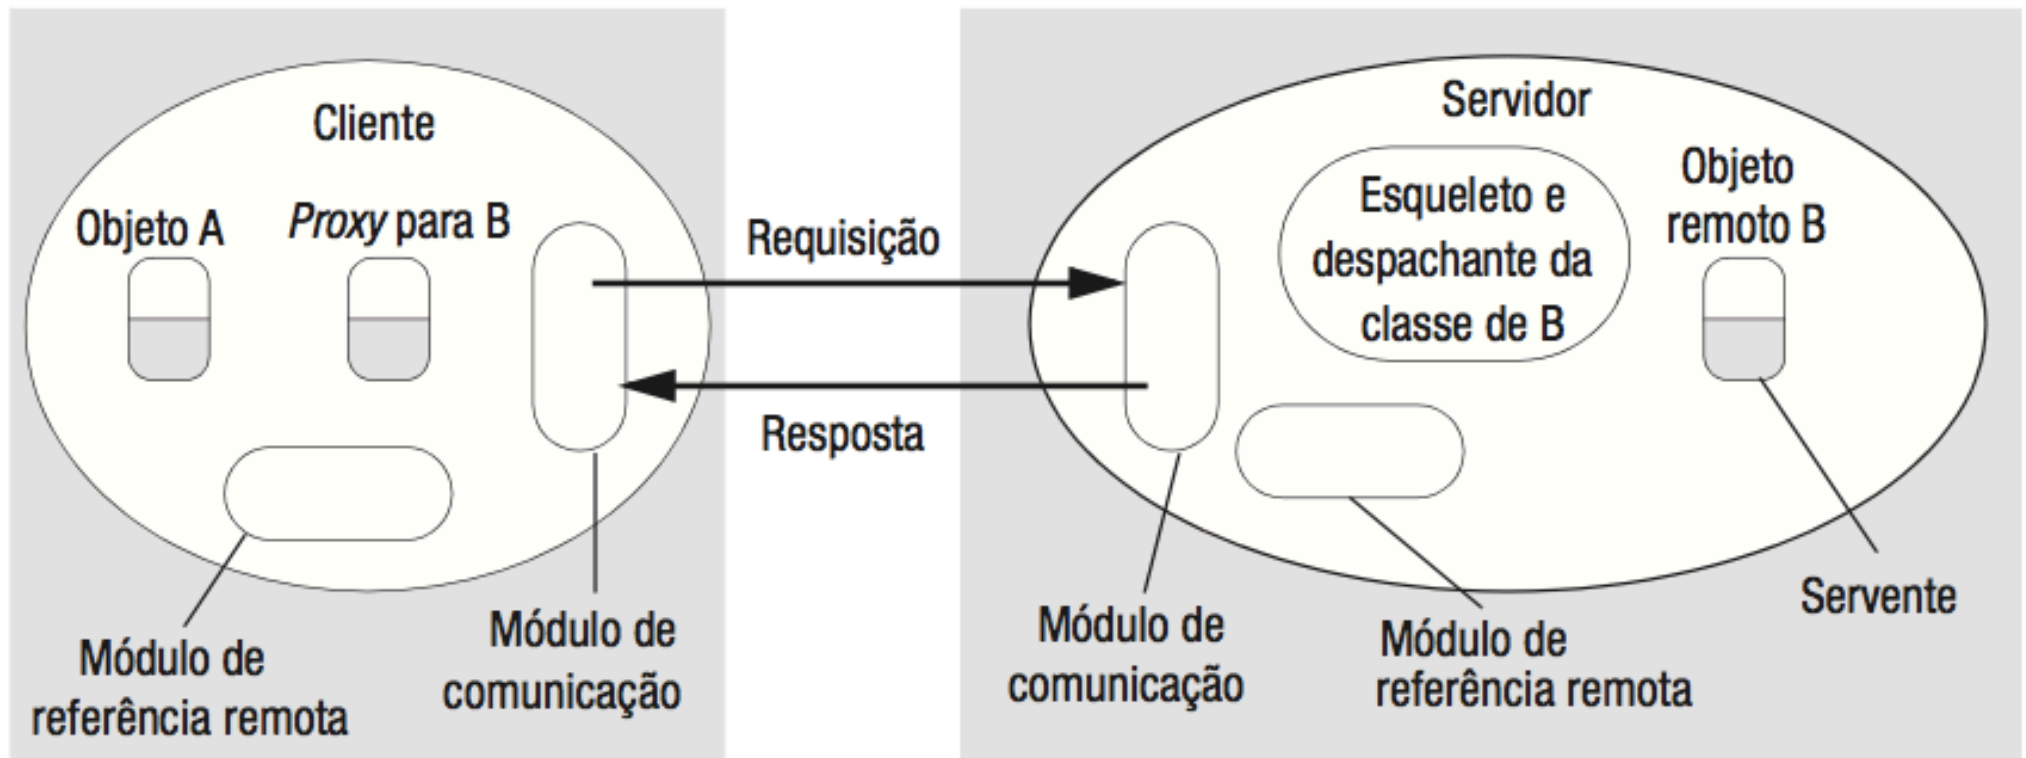 Cliente
Objeto A
Proxy para B
Módulo de
referência remota
Módulo de
comunicação
Requisição
Resposta
Servidor
Esqueleto e
despachante da
classe de B
Objeto
remoto B
Módulo de
comunicação
Módulo de
referência remota
Servente